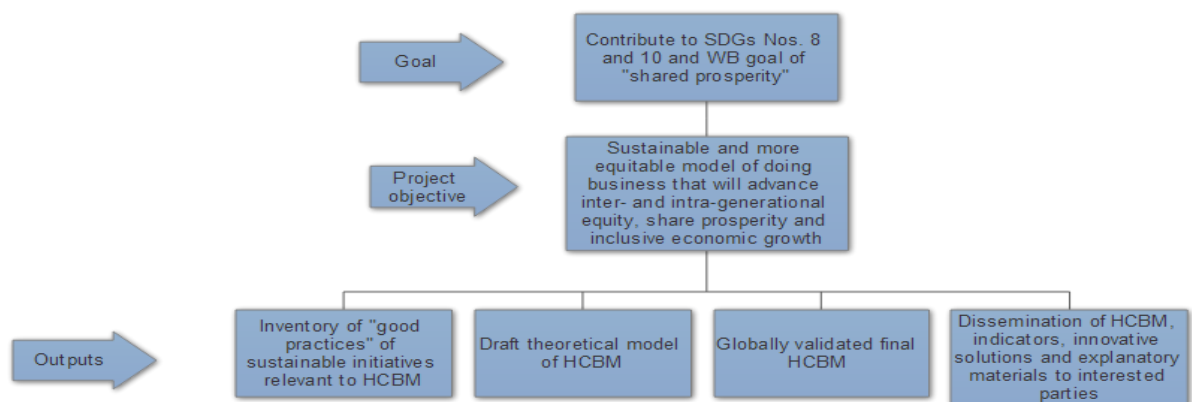 Goal
Contribute to SDGs Nos. 8
and 10 and WB goal of
"shared prosperity"
Project
objective
Sustainable and more
equitable model of doing
business that will advance
inter- and intra-generational
equity, share prosperity and
inclusive economic growth
Outputs
Inventory of "good
practices" of
sustainable initiatives
relevant to HCBM
Draft theoretical model
of HCBM
Globally validated final
HCBM
Dissemination of HCBM,
indicators, innovative
solutions and explanatory
materials to interested
parties